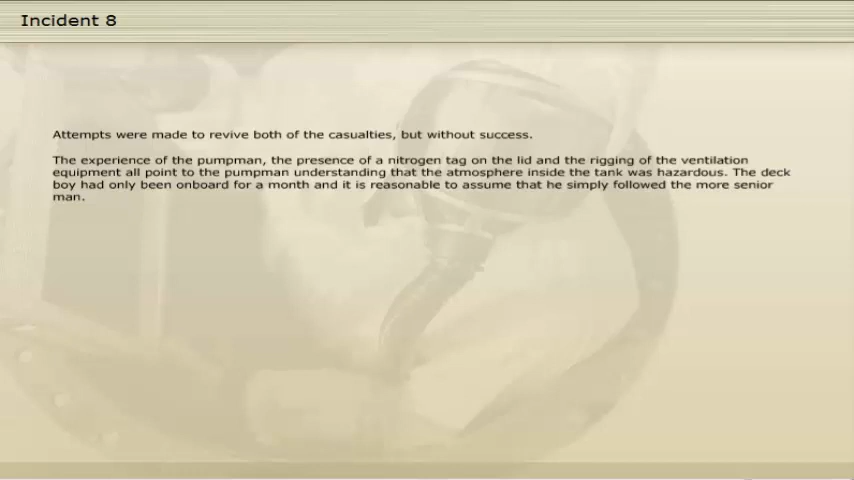 Incident 8
Attempts were made to revive both of the casualties, but without success.
The experience of the pumpman, the presence of a nitrogen tag on the lid and the rigging of the ventilation
equipment all point to the pumpman understanding that the atmosphere inside the tank was hazardous. The deck
boy had only been onboard for a month and it is reasonable to assume that he simply followed the more senior
man.